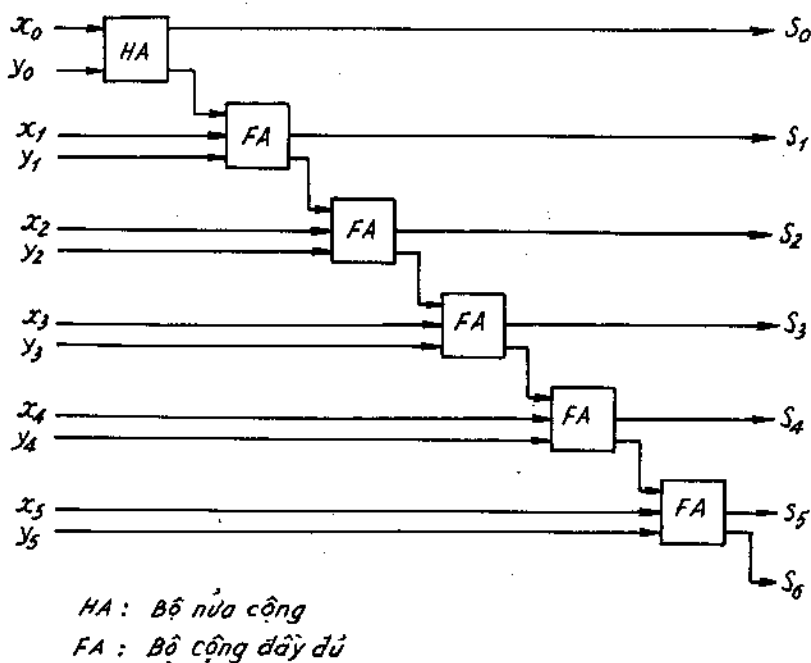 x₀
HA
S₀
y₀
x₁
FA
S₁
y₁
x₂
FA
S₂
y₂
x₃
FA
S₃
y₃
x₄
FA
S₄
y₄
x₅
FA
S₅
y₅
S₆
HA : Bộ nửa cộng
FA : Bộ cộng đầy đủ